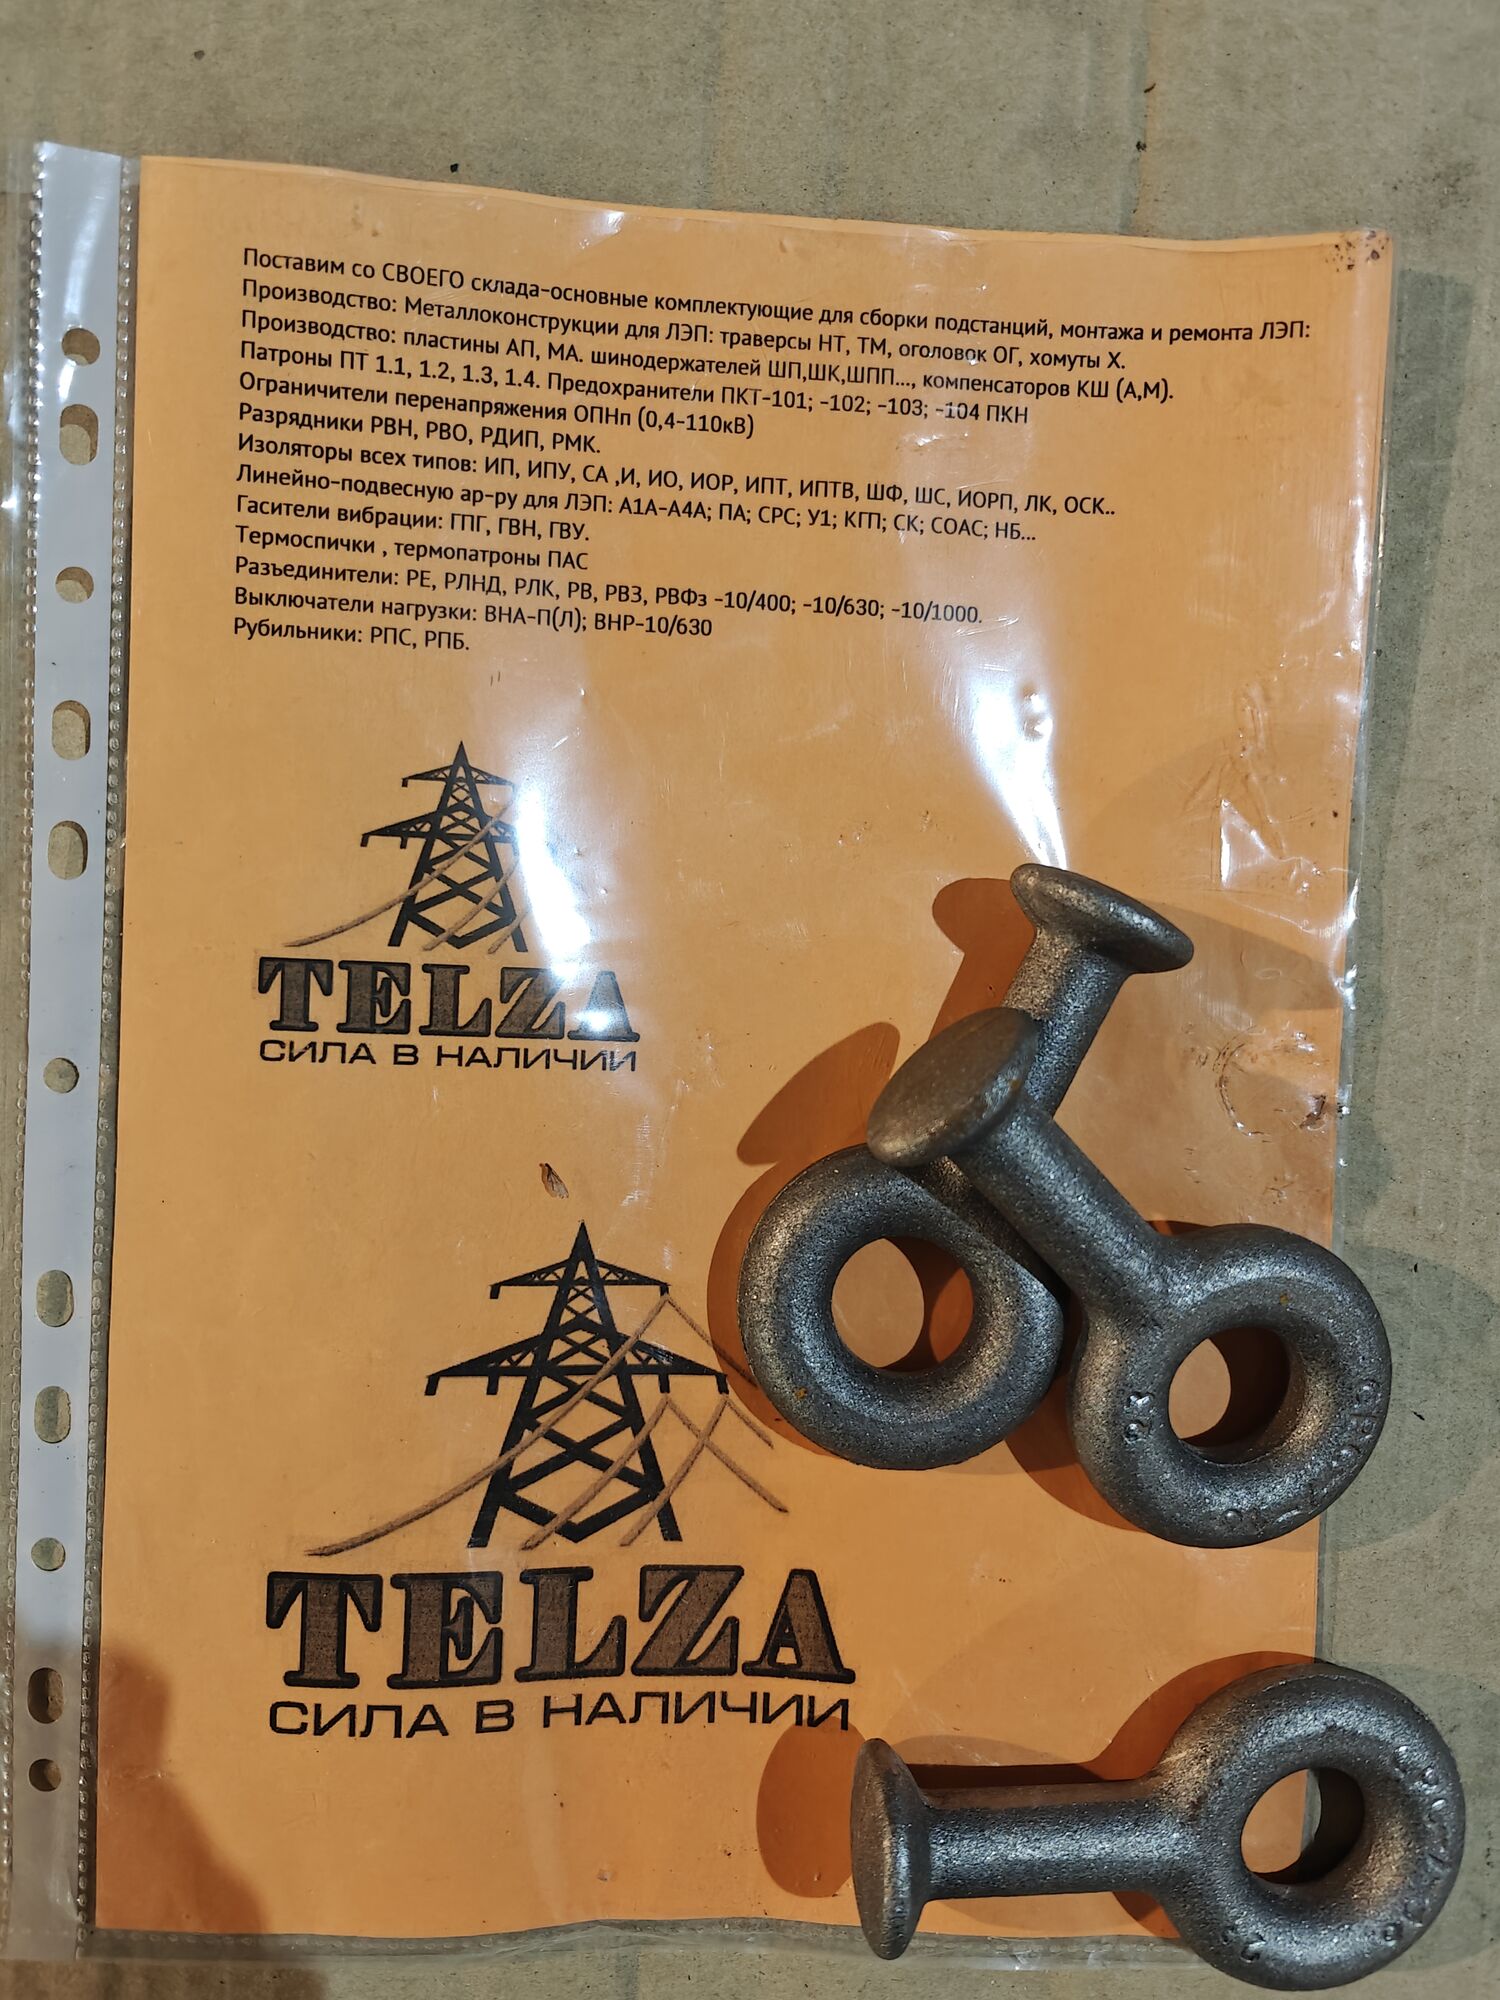 Поставим со СВОЕГО склада-основные комплектующие для сборки подстанций, монтажа и ремонта ЛЭП:
Производство: Металлоконструкции для ЛЭП: траверсы НТ, ТМ, оголовок ОГ, хомуты Х.
Производство: пластины АП, МА. шинодержателей ШП,ШК,ШПП..., компенсаторов КШ (А,М).
Патроны ПТ 1.1, 1.2, 1.3, 1.4. Предохранители ПКТ-101; -102; -103; -104 ПКН
Ограничители перенапряжения ОПНп (0,4-110кВ)
Разрядники РВН, РВО, РДИП, РМК.
Изоляторы всех типов: ИП, ИПУ, СА ,И, ИО, ИОР, ИПТ, ИПТВ, ШФ, ШС, ИОРП, ЛК, ОСК..
Линейно-подвесную ар-ру для ЛЭП: А1А-А4А; ПА; СРС; У1; КГП; СК; СОАС; НБ...
Гасители вибрации: ГПГ, ГВН, ГВУ.
Термоспички , термопатроны ПАС
Разъединители: РЕ, РЛНД, РЛК, РВ, РВЗ, РВФз -10/400; -10/630; -10/1000.
Выключатели нагрузки: ВНА-П(Л); ВНР-10/630
Рубильники: РПС, РПБ.
TELZA
СИЛА В НАЛИЧИИ
TELZA
СИЛА В НАЛИЧИИ